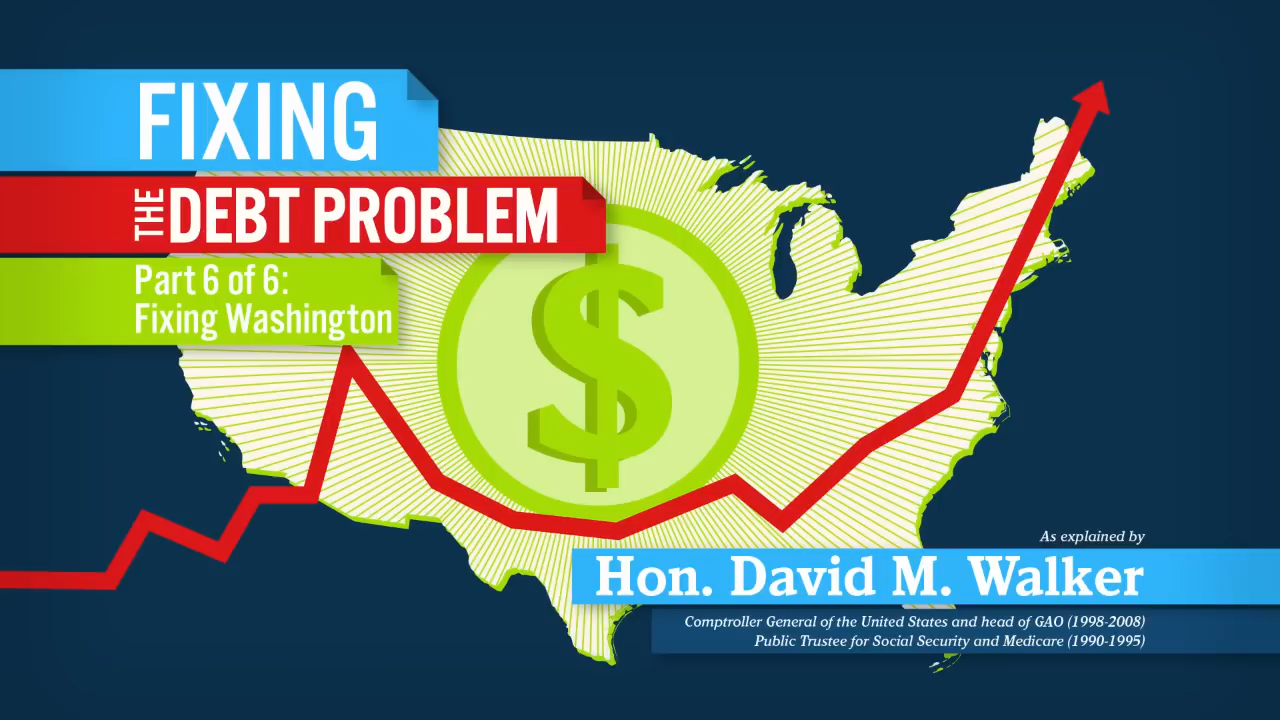 FIXING
THE DEBT PROBLEM
Part 6 of 6:
Fixing Washington
$
As explained by
Hon. David M. Walker
Comptroller General of the United States and head of GAO (1998-2008)
Public Trustee for Social Security and Medicare (1990-1995)